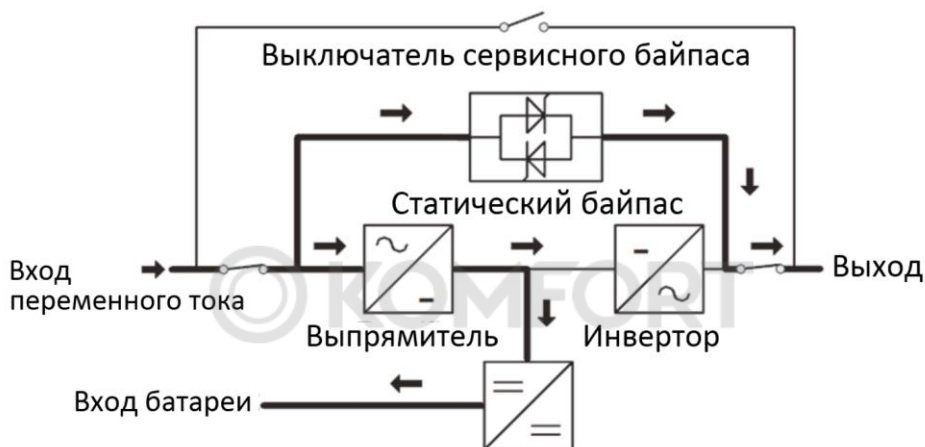 Выключатель сервисного байпаса
Статический байпас
Вход
переменного тока
Выход
KOMFORT
Выпрямитель
Инвертор
Вход батареи